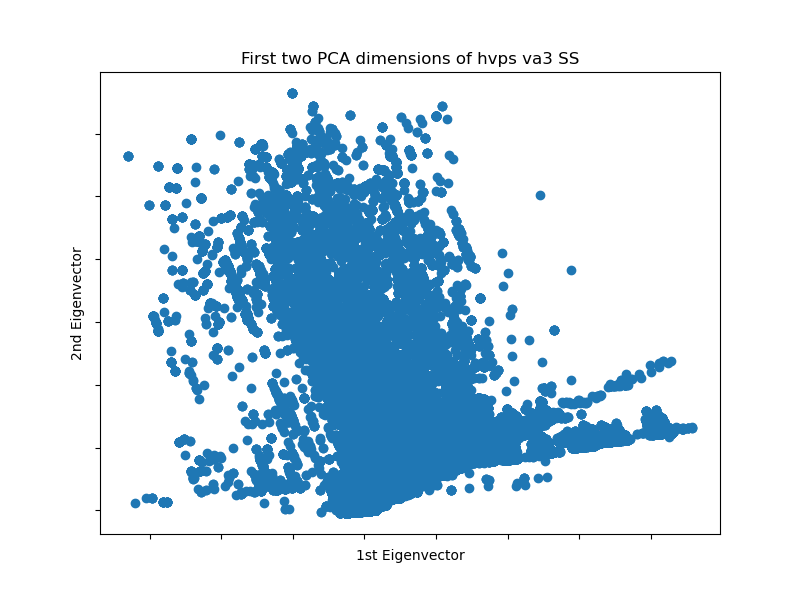 First two PCA dimensions of hvps va3 SS
2nd Eigenvector
1st Eigenvector